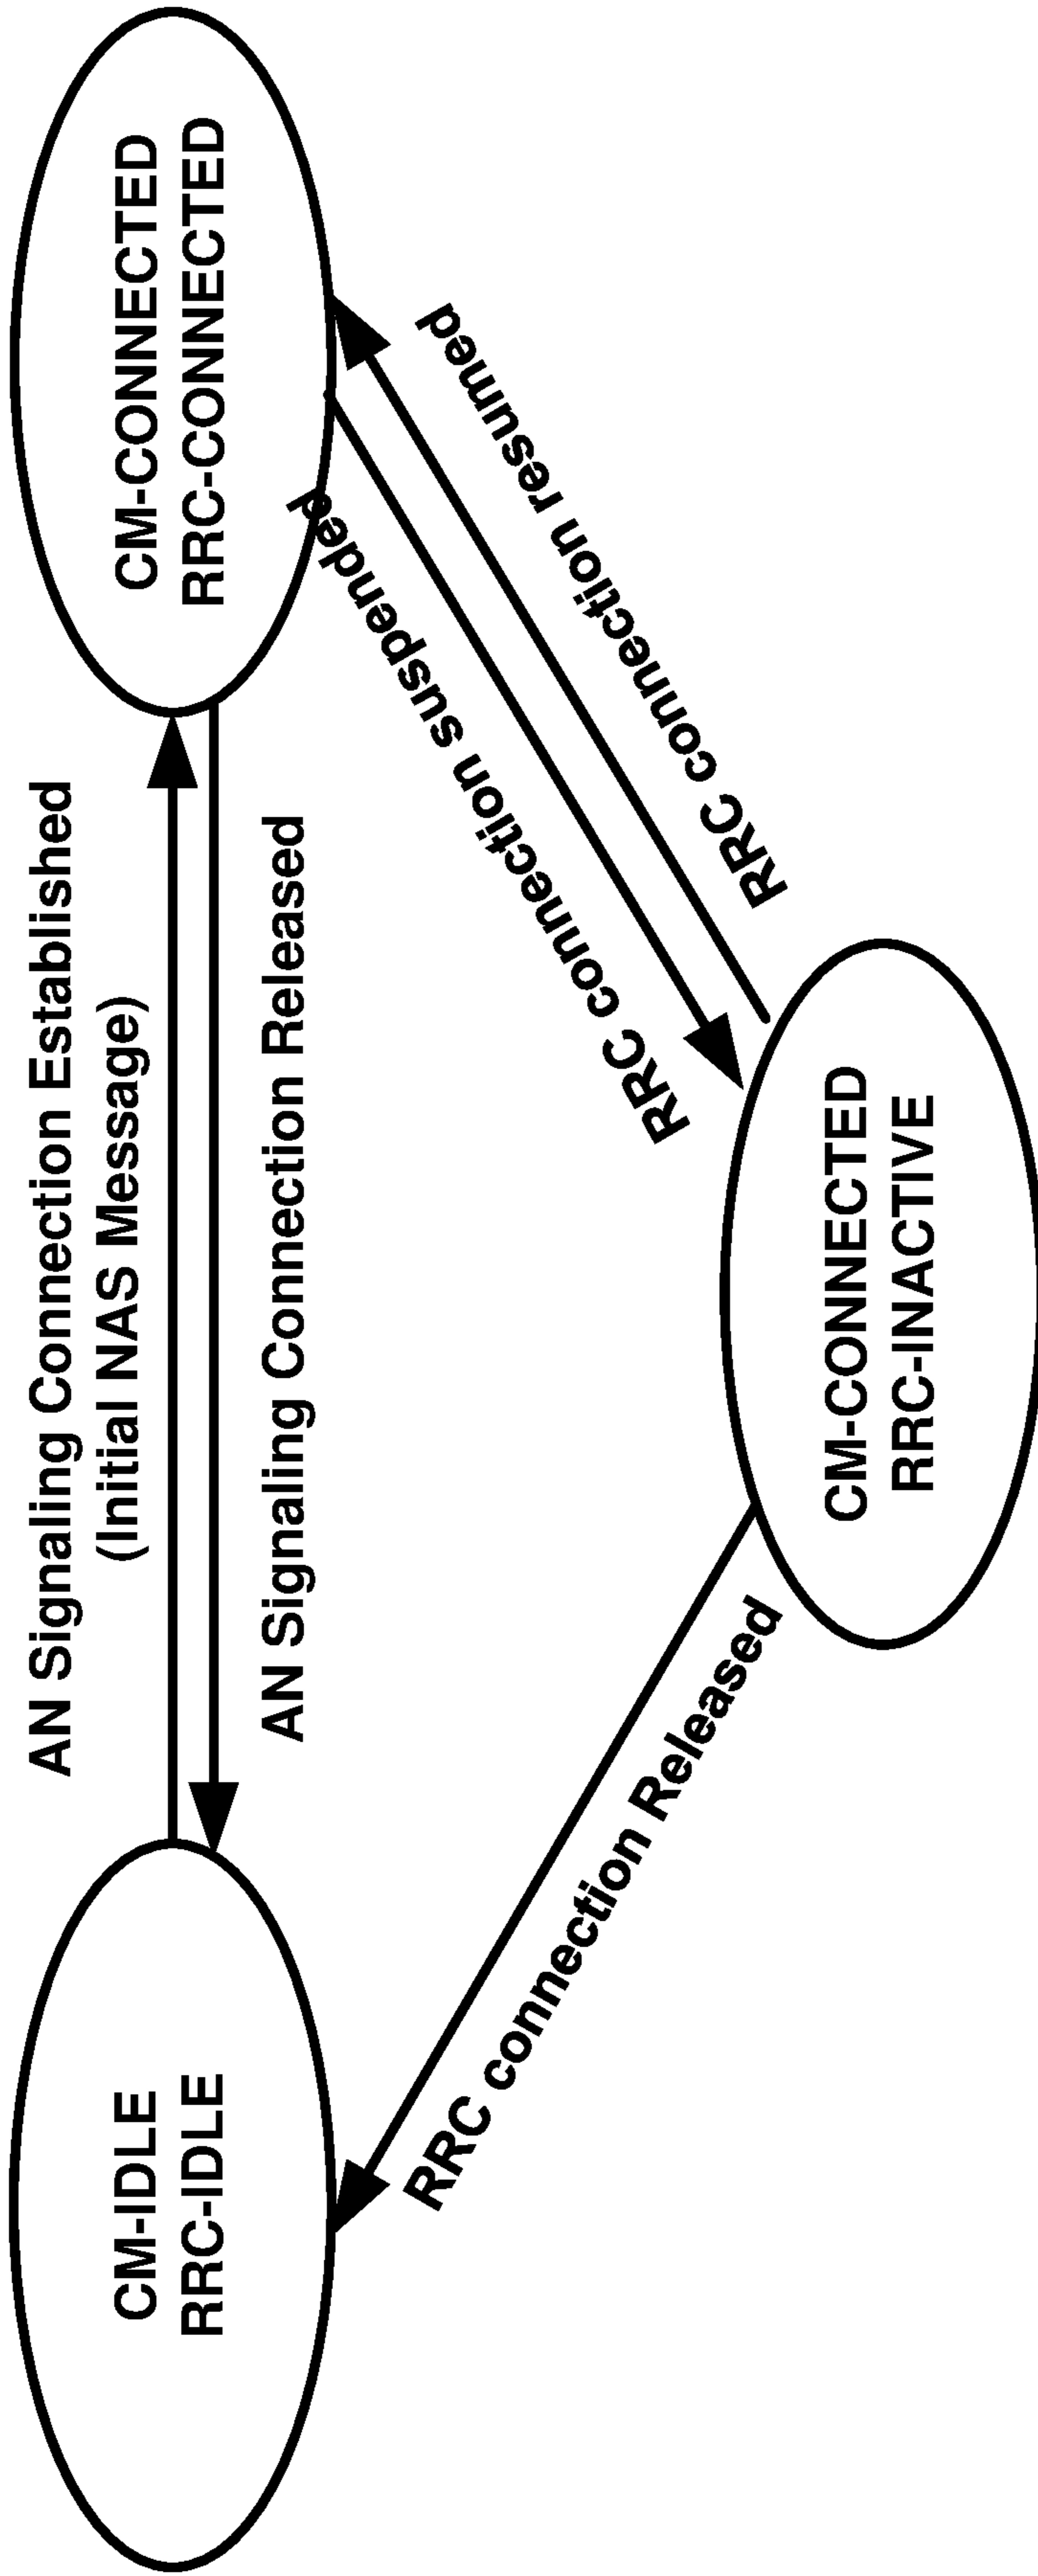 AN Signaling Connection Established
(Initial NAS Message)
CM-IDLE
RRC-IDLE
CM-CONNECTED
RRC-CONNECTED
AN Signaling Connection Released
RRC connection suspended
RRC connection resumed
RRC connection Released
CM-CONNECTED
RRC-INACTIVE